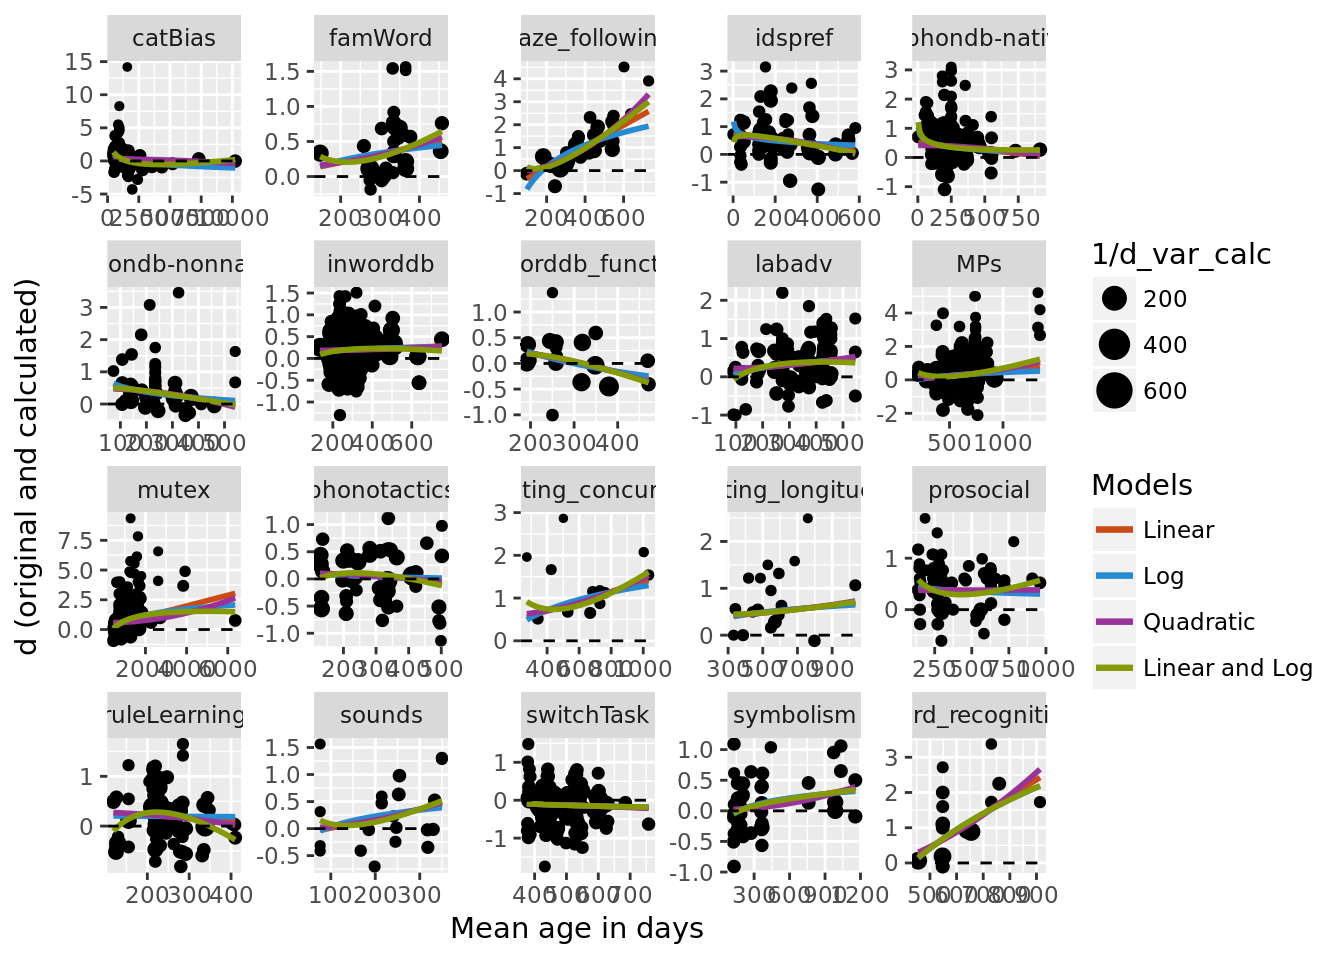 catBias famWord aze_followin idspref phondb-nativ
15 10 5 0 -5
1.5 1.0 0.5 0.0
4 3 2 1 0 -1
3 2 1 0 -1
3 2 1 0 -1
0 2500 5000 7500 10000
200 300 400
200 400 600
0 200 400 600
0 250 500 750
ondb-nonna inworddb orddb_funct labadv MPs
3 2 1 0
1.5 1.0 0.5 0.0 -0.5 -1.0
1.0 0.5 0.0 -0.5 -1.0
2 1 0 -1
4 2 0 -2
100 200 300 400 500
200 400 600
200 300 400
100 200 300 400 500
500 1000
mutex phonotactics ting_concur ting_longitud prosocial
7.5 5.0 2.5 0.0
1.0 0.5 0.0 -0.5 -1.0
3 2 1 0
2 1 0
1 0
2000 4000 6000
200 300 400 500
400 600 800 1000
300 500 700 900
250 500 750 1000
ruleLearning sounds switchTask symbolism rd_recogniti
1 0
1.5 1.0 0.5 0.0 -0.5
1 0 -1
1.0 0.5 0.0 -0.5 -1.0
3 2 1 0
200 300 400
100 200 300
400 500 600 700
300 600 900 1200
500 600 700 800 900
Mean age in days
d (original and calculated)
1/d_var_calc
200
400
600
Models
Linear
Log
Quadratic
Linear and Log